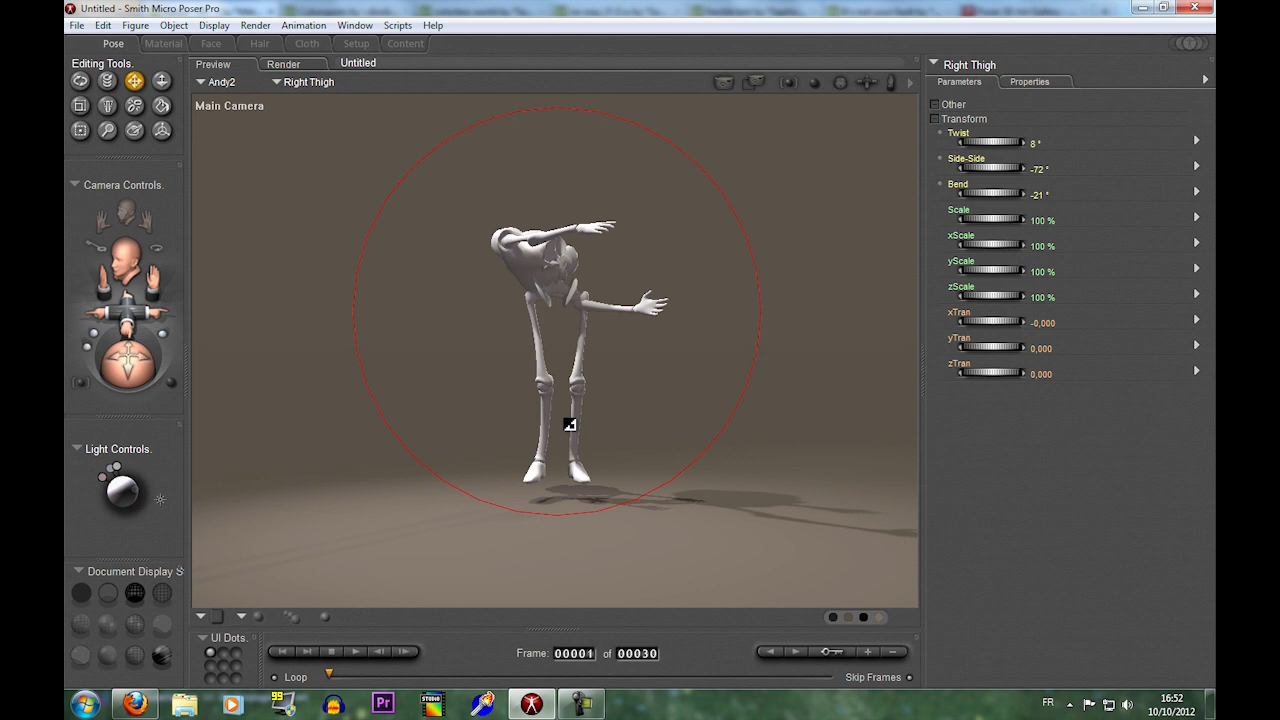 Untitled - Smith Micro Poser Pro
File Edit Figure Object Display Render Animation Window Scripts Help
Pose Material Face Hair Cloth Setup Content
Editing Tools.
Preview Render Untitled
Andy2 Right Thigh
Main Camera
Camera Controls.
Light Controls.
Document Display S
UI Dots.
Right Thigh
Parameters Properties
Other
Transform
Twist
8 °
Side-Side
-72 °
Bend
-21 °
Scale
100 %
xScale
100 %
yScale
100 %
zScale
100 %
xTran
-0,000
yTran
0,000
zTran
0,000
Frame: 00001 of 00030
Loop
Skip Frames
99
Pr
STUDIO
FR
16:52
10/10/2012